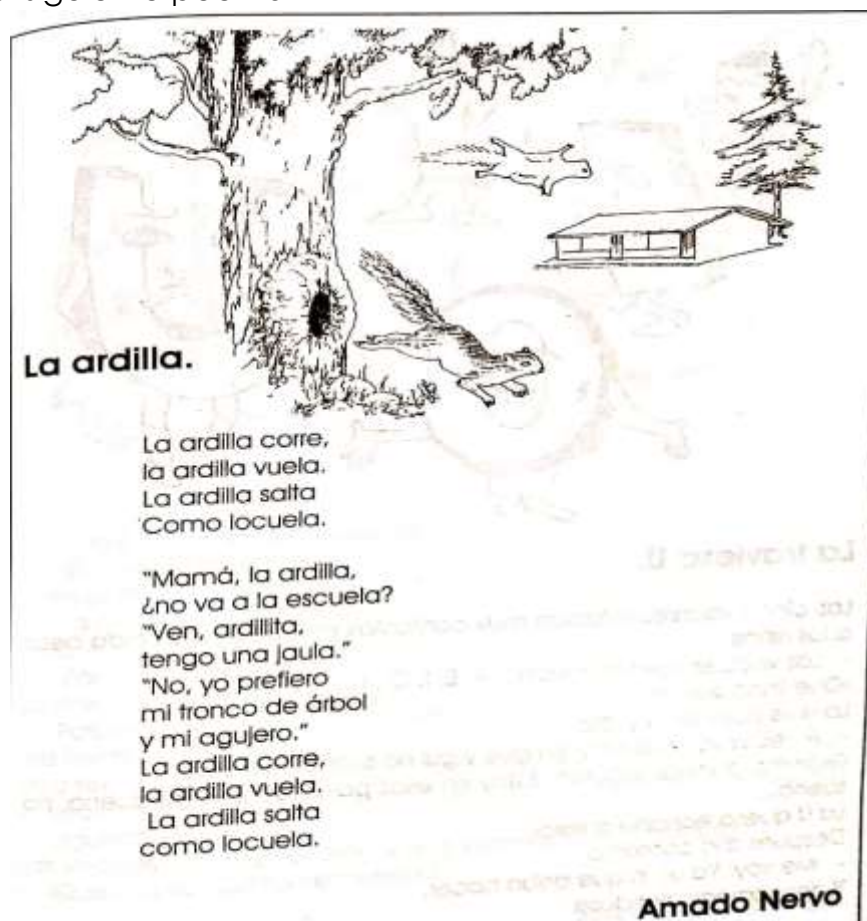 La ardilla.
La ardilla corre,
la ardilla vuela.
La ardilla salta
Como locuela.
"Mamá, la ardilla,
¿no va a la escuela?
"Ven, ardillita,
tengo una jaula."
"No, yo prefiero
mi tronco de árbol
y mi agujero."
La ardilla corre,
la ardilla vuela.
La ardilla salta
como locuela.
Amado Nervo